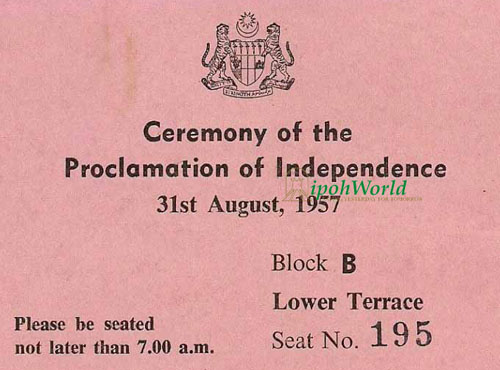 Ceremony of the
Proclamation of Independence
ipohWorld
31st August, 1957
Block B
Lower Terrace
Please be seated
not later than 7.00 a.m.
Seat No. 195